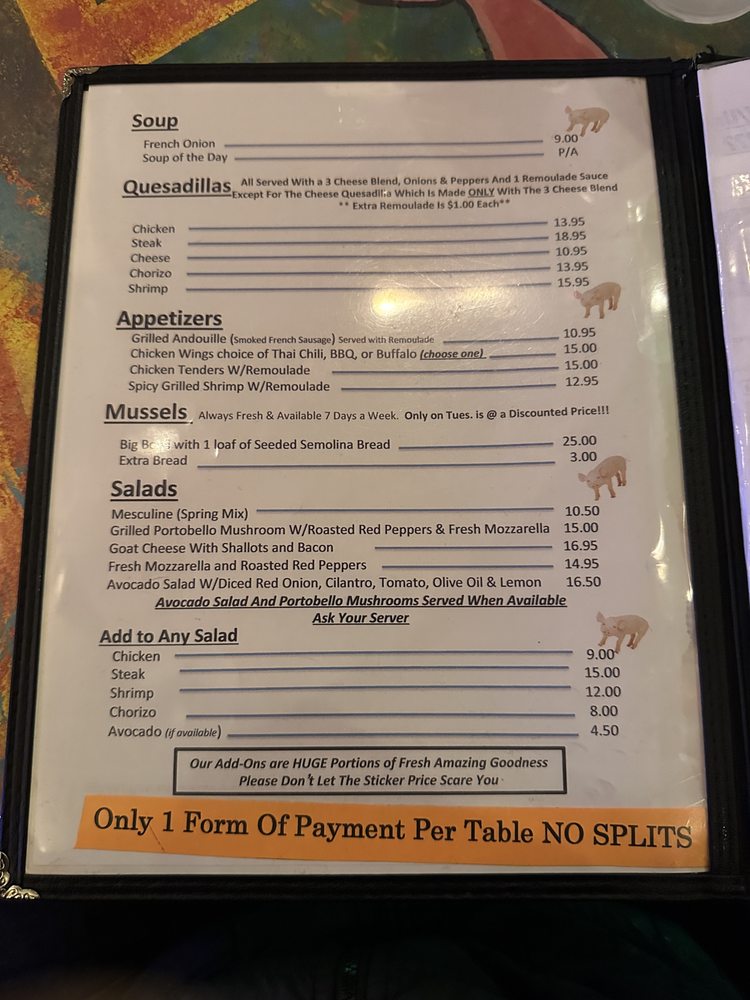 Soup
French Onion 9.00
Soup of the Day P/A
Quesadillas All Served With a 3 Cheese Blend, Onions & Peppers And 1 Remoulade Sauce
Except For The Cheese Quesadilla Which Is Made ONLY With The 3 Cheese Blend
** Extra Remoulade Is $1.00 Each**
Chicken 13.95
Steak 18.95
Cheese 10.95
Chorizo 13.95
Shrimp 15.95
Appetizers
Grilled Andouille (Smoked French Sausage) Served with Remoulade 10.95
Chicken Wings choice of Thai Chili, BBQ, or Buffalo (choose one) 15.00
Chicken Tenders W/Remoulade 15.00
Spicy Grilled Shrimp W/Remoulade 12.95
Mussels Always Fresh & Available 7 Days a Week. Only on Tues. is @ a Discounted Price!!!
Big with 1 loaf of Seeded Semolina Bread 25.00
Extra Bread 3.00
Salads
Mesculine (Spring Mix) 10.50
Grilled Portobello Mushroom W/Roasted Red Peppers & Fresh Mozzarella 15.00
Goat Cheese With Shallots and Bacon 16.95
Fresh Mozzarella and Roasted Red Peppers 14.95
Avocado Salad W/Diced Red Onion, Cilantro, Tomato, Olive Oil & Lemon 16.50
Avocado Salad And Portobello Mushrooms Served When Available
Ask Your Server
Add to Any Salad
Chicken 9.00
Steak 15.00
Shrimp 12.00
Chorizo 8.00
Avocado (if available) 4.50
Our Add-Ons are HUGE Portions of Fresh Amazing Goodness
Please Don't Let The Sticker Price Scare You
Only 1 Form Of Payment Per Table NO SPLITS